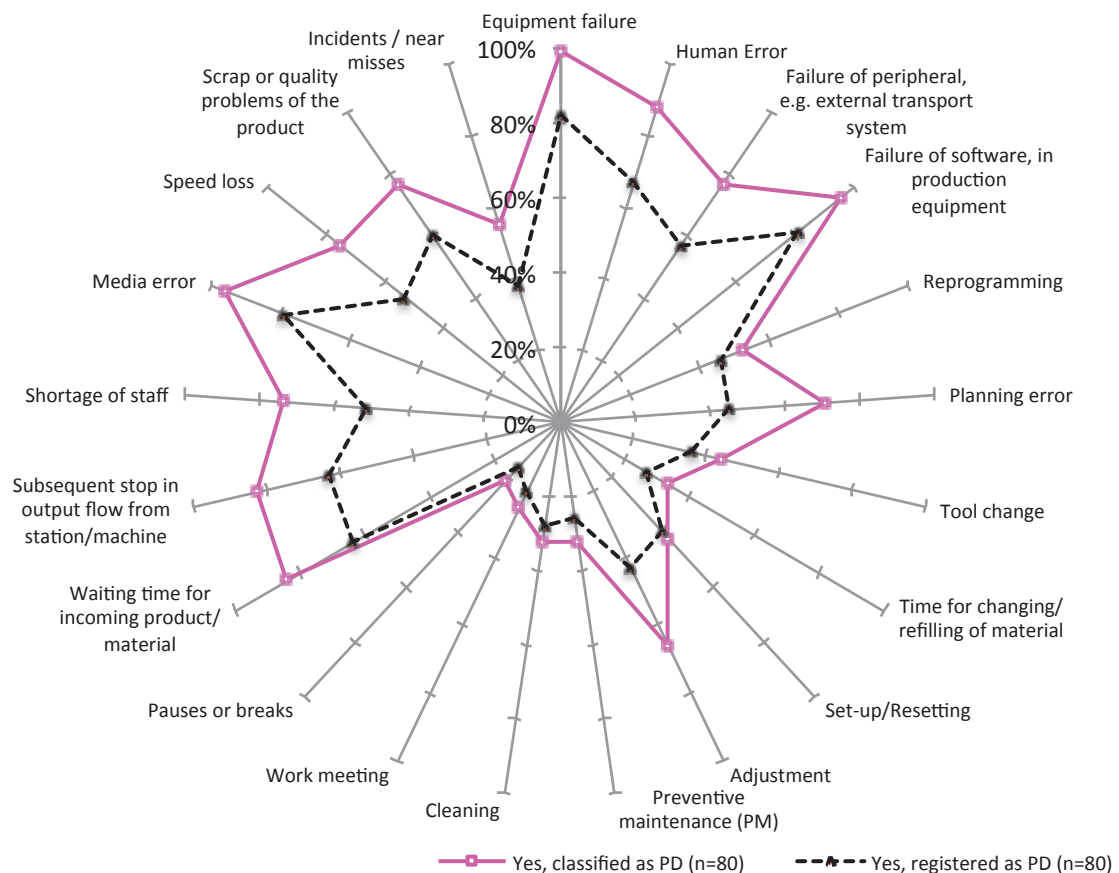 Equipment failure
Human Error
Failure of peripheral,
e.g. external transport
system
Failure of software, in
production
equipment
Reprogramming
Planning error
Tool change
Time for changing/
refilling of material
Set-up/Resetting
Adjustment
Preventive
maintenance (PM)
Cleaning
Work meeting
Pauses or breaks
Waiting time for
incoming product/
material
Subsequent stop in
output flow from
station/machine
Shortage of staff
Media error
Speed loss
Scrap or quality
problems of the
product
Incidents / near
misses
100%
80%
60%
40%
20%
0%
Yes, classified as PD (n=80)
Yes, registered as PD (n=80)